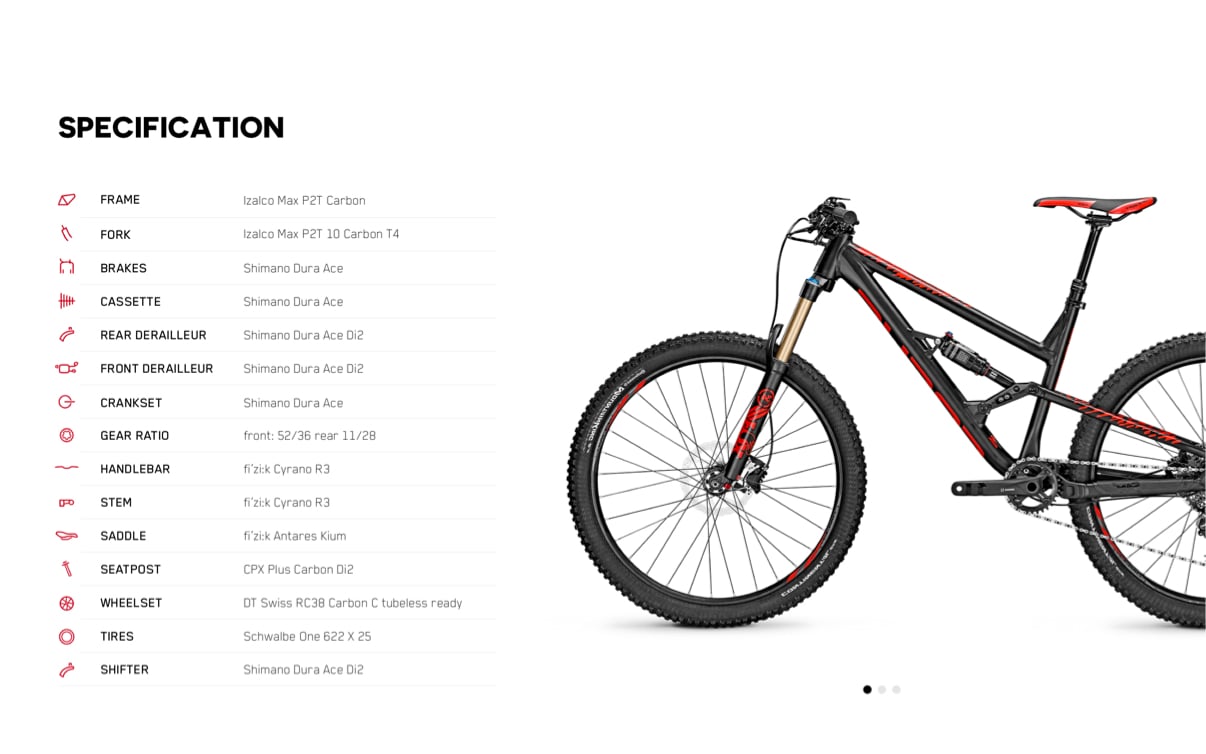 SPECIFICATION
FRAME Izalco Max P2T Carbon
FORK Izalco Max P2T 10 Carbon T4
BRAKES Shimano Dura Ace
CASSETTE Shimano Dura Ace
REAR DERAILLEUR Shimano Dura Ace Di2
FRONT DERAILLEUR Shimano Dura Ace Di2
CRANKSET Shimano Dura Ace
GEAR RATIO front: 52/36 rear 11/28
HANDLEBAR fi'zi:k Cyrano R3
STEM fi'zi:k Cyrano R3
SADDLE fi'zi:k Antares Kium
SEATPOST CPX Plus Carbon Di2
WHEELSET DT Swiss RC38 Carbon C tubeless ready
TIRES Schwalbe One 622 X 25
SHIFTER Shimano Dura Ace Di2